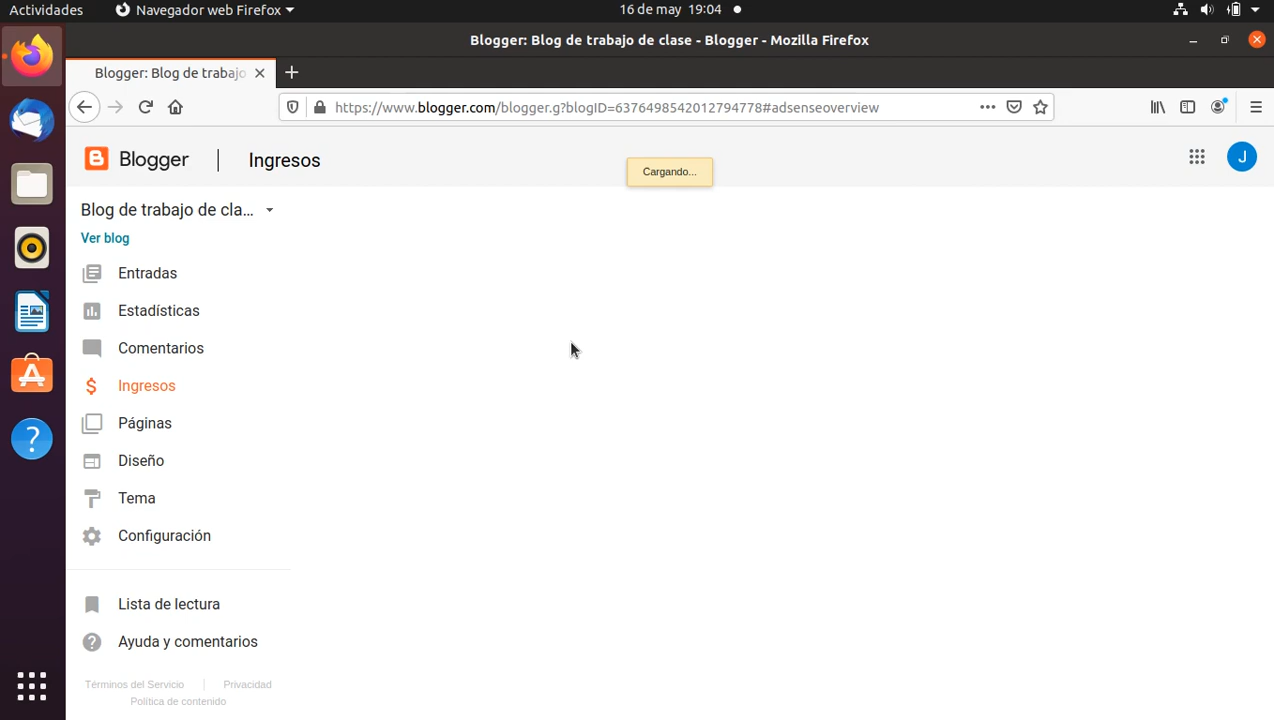 Actividades
Navegador web Firefox
16 de may 19:04
Blogger: Blog de trabajo de clase - Blogger - Mozilla Firefox
Blogger: Blog de trabajo
https://www.blogger.com/blogger.g?blogID=6376498542012794778#adsenseoverview
Blogger
Ingresos
Cargando...
J
Blog de trabajo de cla...
Ver blog
Entradas
Estadísticas
Comentarios
Ingresos
Páginas
Diseño
Tema
Configuración
Lista de lectura
Ayuda y comentarios
Términos del Servicio
Privacidad
Política de contenido